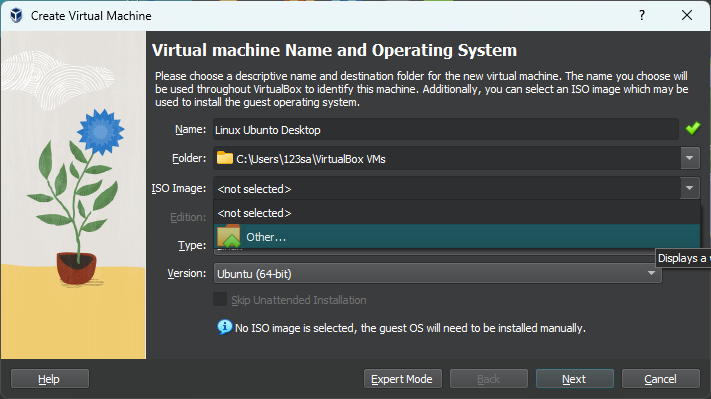 Create Virtual Machine
?
Virtual machine Name and Operating System
Please choose a descriptive name and destination folder for the new virtual machine. The name you choose will
be used throughout VirtualBox to identify this machine. Additionally, you can select an ISO image which may be
used to install the guest operating system.
Name: Linux Ubunto Desktop
Folder: C:\Users\123sa\VirtualBox VMs
ISO Image: <not selected>
<not selected>
Edition:
Other...
Type:
Displays a
Version: Ubuntu (64-bit)
Skip Unattended Installation
No ISO image is selected, the guest OS will need to be installed manually.
Help Expert Mode Back Next Cancel